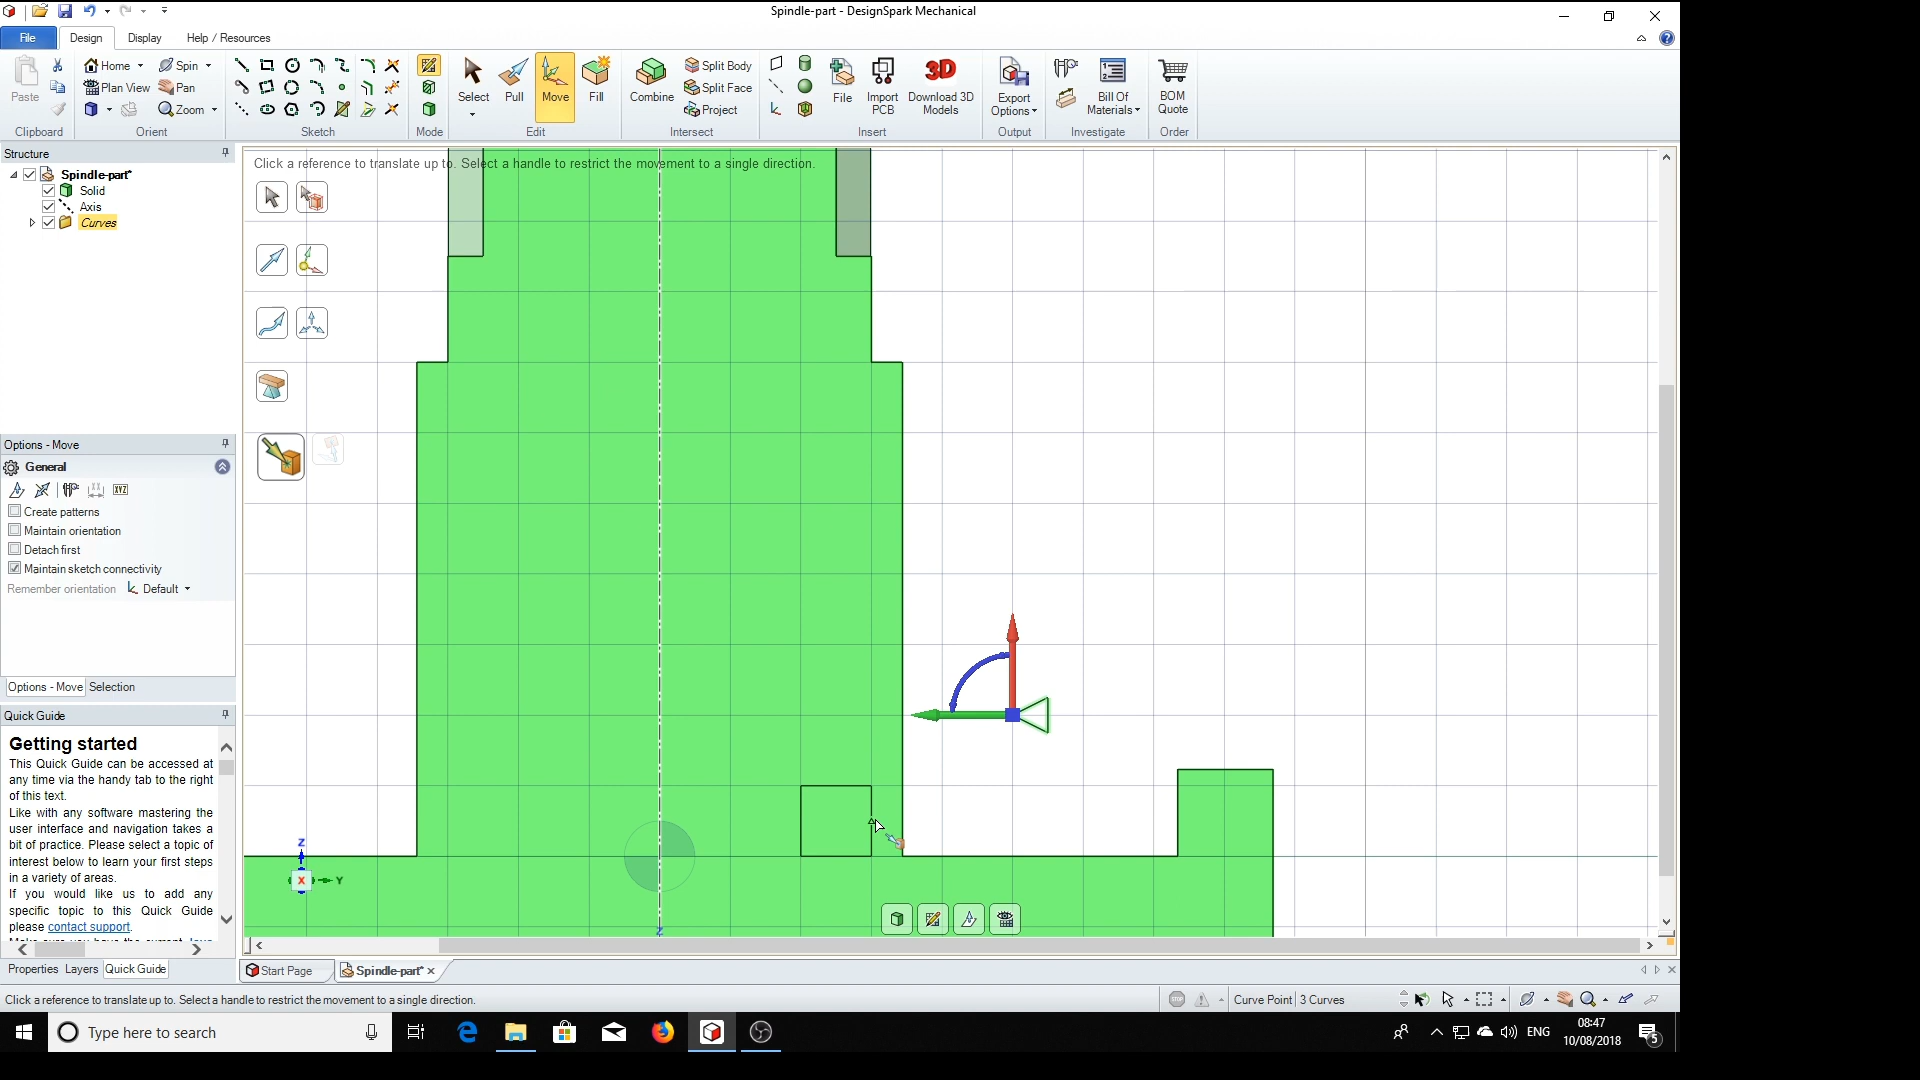 Spindle-part - DesignSpark Mechanical
File Design Display Help / Resources
Paste
Home Spin
Plan View Pan
Zoom
Select Pull Move Fill
Combine
Split Body
Split Face
Project
File Import PCB Download 3D Models
3D
Export Options
Bill Of Materials
BOM Quote
Clipboard Orient Sketch Mode Edit Intersect Insert Output Investigate Order
Structure
Spindle-part*
Solid
Axis
Curves
Click a reference to translate up to. Select a handle to restrict the movement to a single direction.
Options - Move
General
XYZ
Create patterns
Maintain orientation
Detach first
Maintain sketch connectivity
Remember orientation Default
Options - Move Selection
Quick Guide
Getting started
This Quick Guide can be accessed at
any time via the handy tab to the right
of this text.
Like with any software mastering the
user interface and navigation takes a
bit of practice. Please select a topic of
interest below to learn your first steps
in a variety of areas.
If you would like us to add any
specific topic to this Quick Guide
please contact support.
Z
X Y
Z
Properties Layers Quick Guide
Start Page Spindle-part*
Click a reference to translate up to. Select a handle to restrict the movement to a single direction.
Curve Point 3 Curves
Type here to search
ENG
08:47
10/08/2018
5